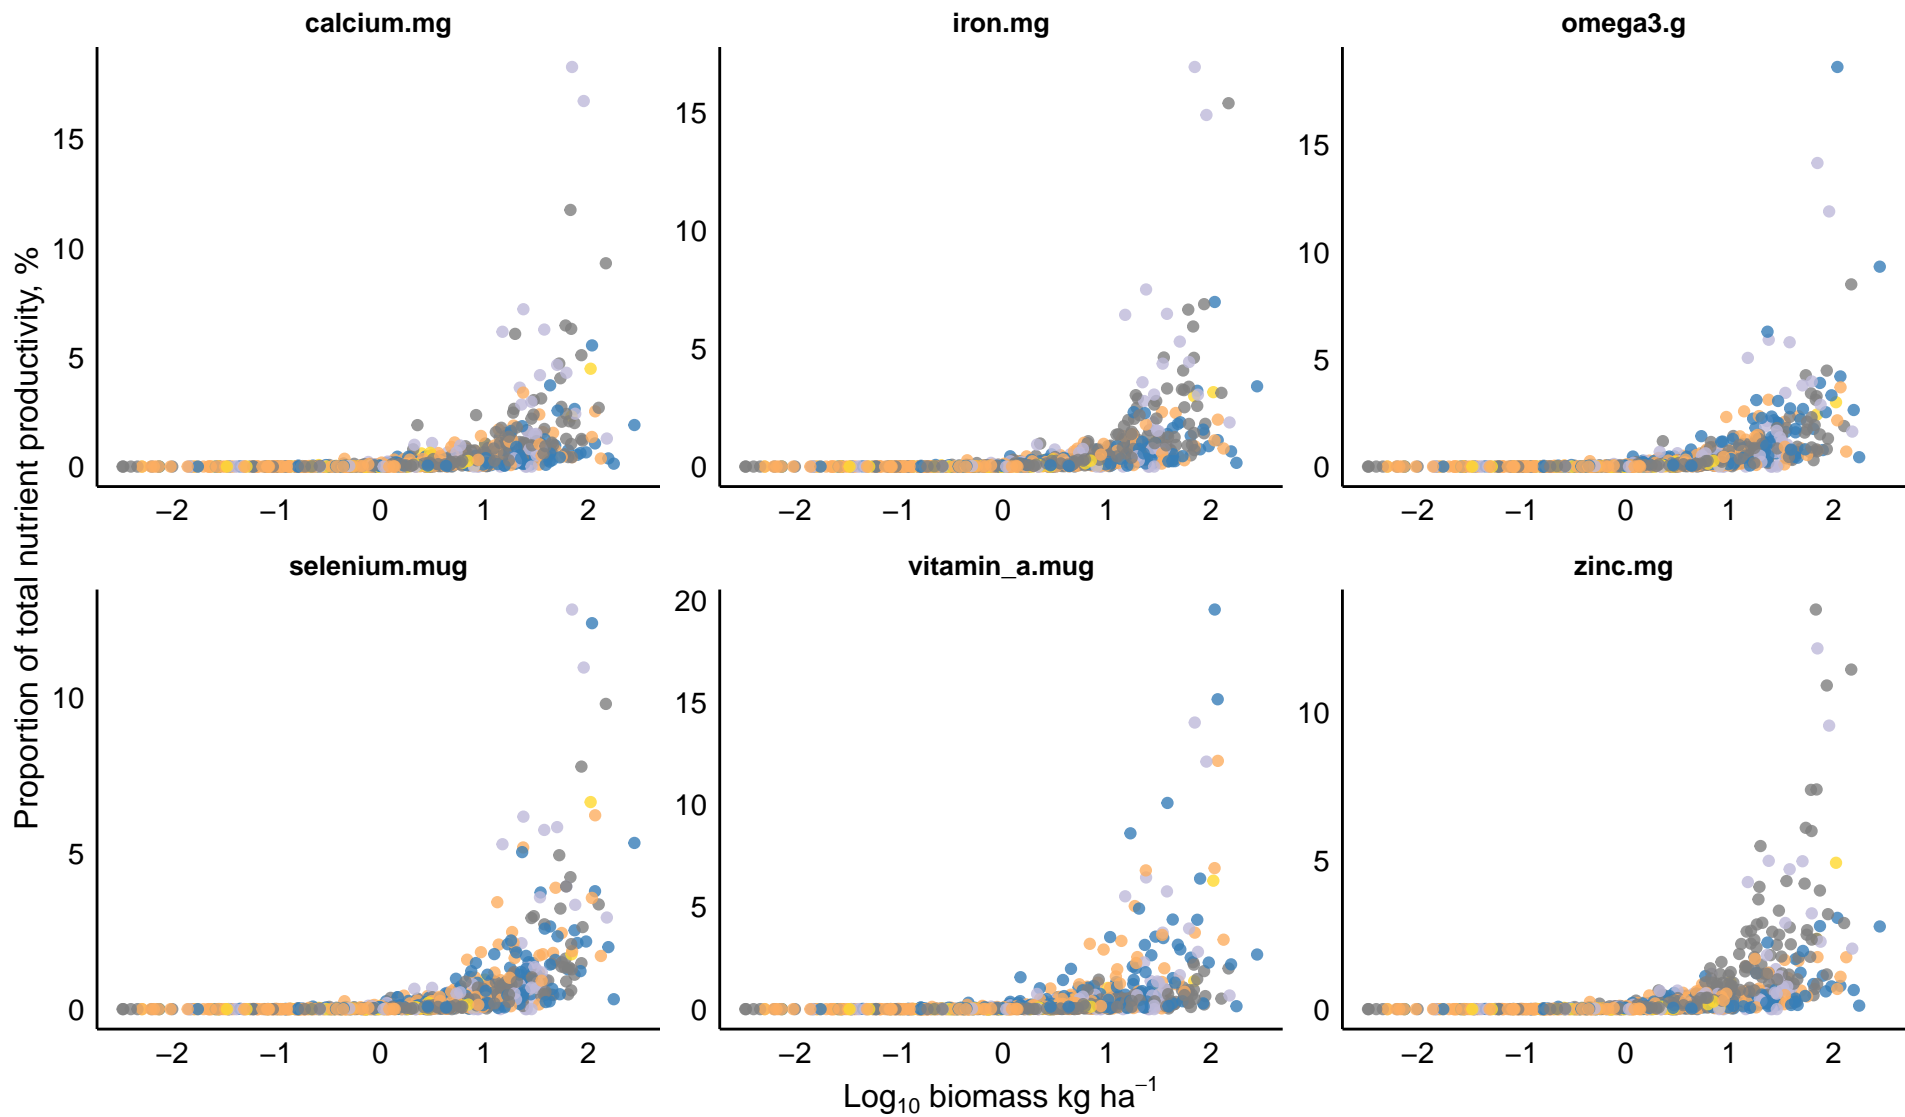 calcium.mg
iron.mg
omega3.g
15
10
5
0
−2 −1 0 1 2
15
10
5
0
−2 −1 0 1 2
15
10
5
0
−2 −1 0 1 2
selenium.mug
vitamin_a.mug
zinc.mg
10
5
0
−2 −1 0 1 2
20
15
10
5
0
−2 −1 0 1 2
10
5
0
−2 −1 0 1 2
Proportion of total nutrient productivity, %
Log₁₀ biomass kg ha⁻¹